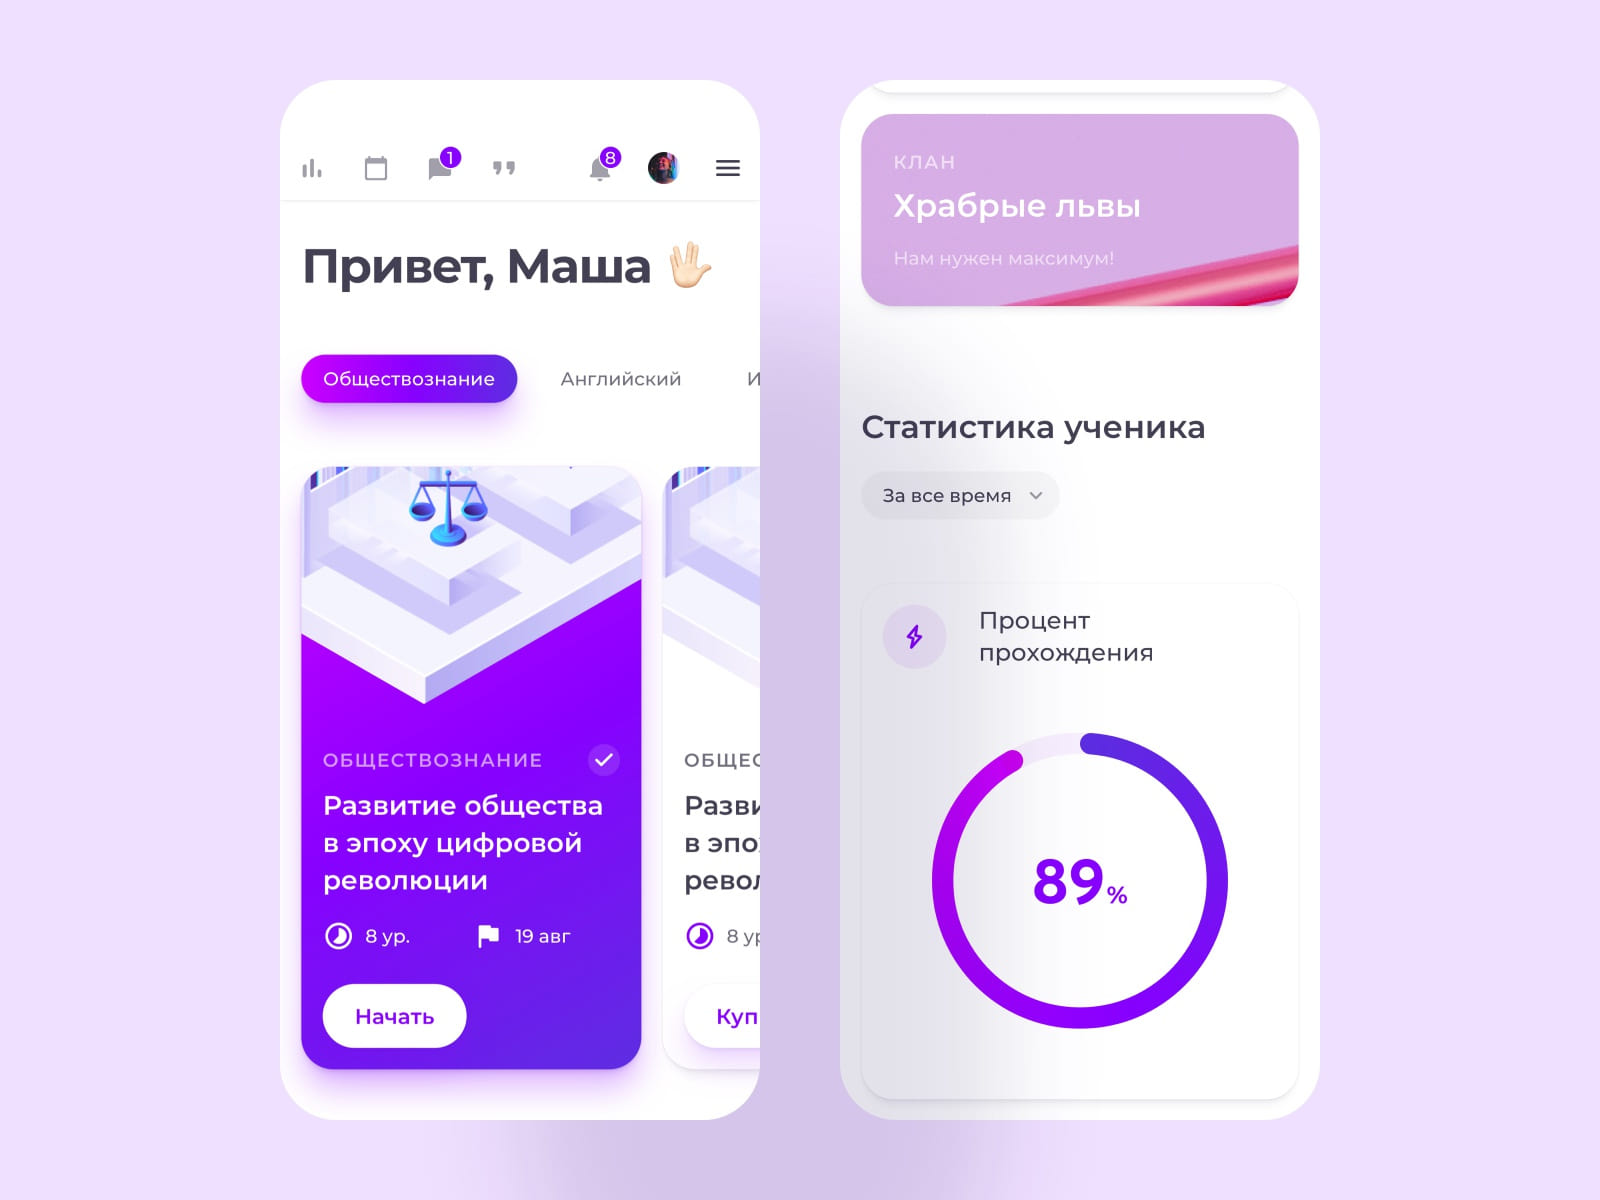 1
8
Привет, Маша
Обществознание
Английский
И
ОБЩЕСТВОЗНАНИЕ
Развитие общества
в эпоху цифровой
революции
8 ур.
19 авг
Начать
ОБЩЕС
Разви
в эпо
револ
8 ур
Куп
КЛАН
Храбрые львы
Нам нужен максимум!
Статистика ученика
За все время
Процент
прохождения
89%